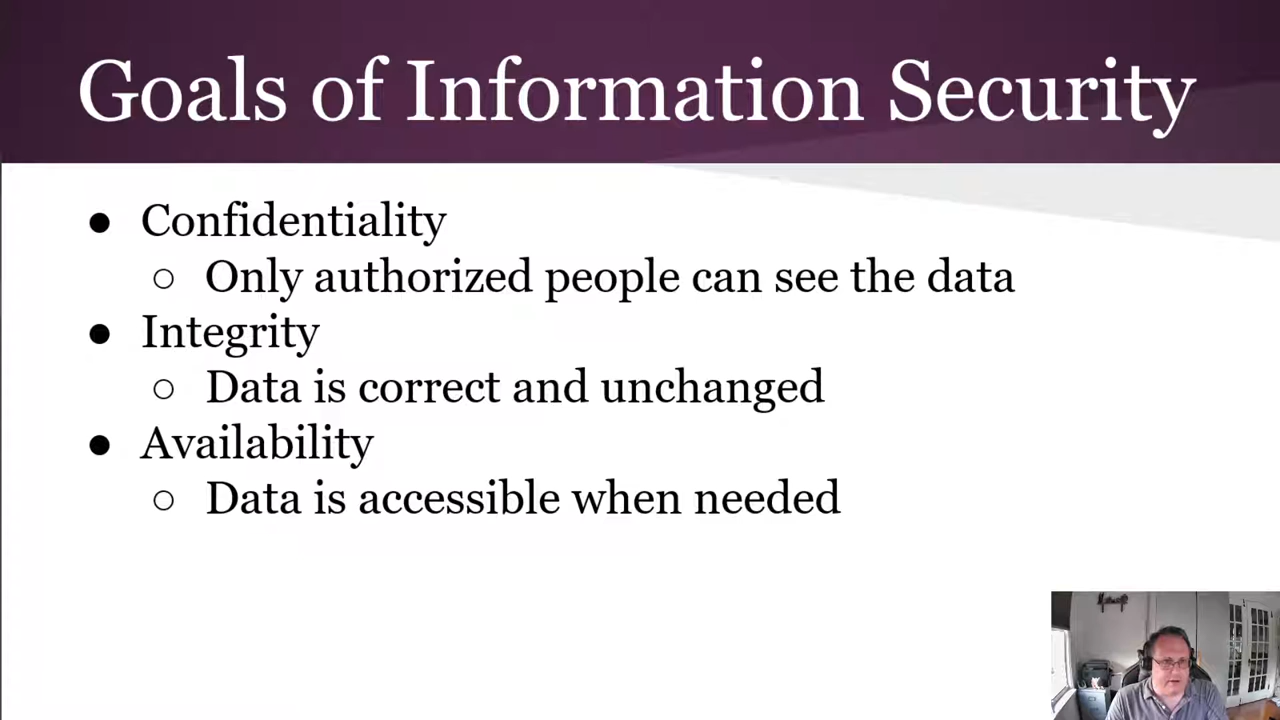 Goals of Information Security
● Confidentiality
○ Only authorized people can see the data
● Integrity
○ Data is correct and unchanged
● Availability
○ Data is accessible when needed